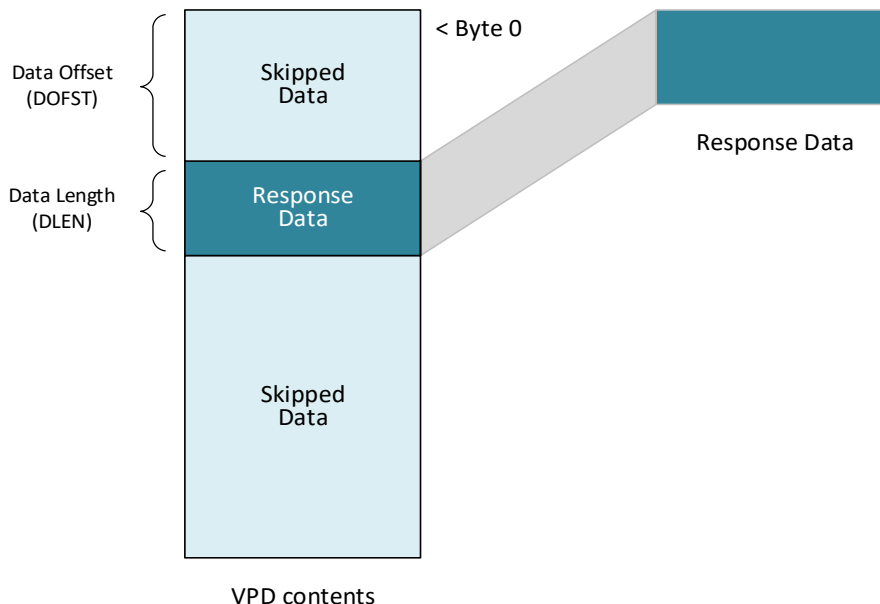 < Byte 0
Skipped
Data
Data Offset
(DOFST)
Response Data
Data Length
(DLEN)
Response
Data
Skipped
Data
VPD contents